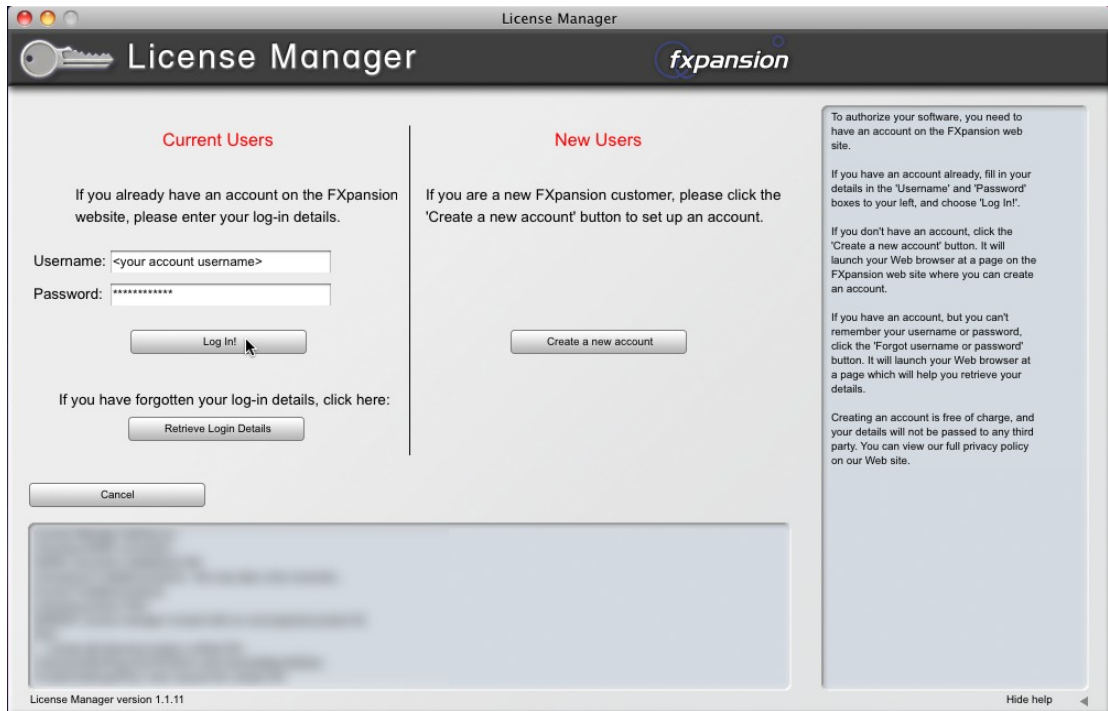 License Manager
License Manager
fxpansion
Current Users
If you already have an account on the FXpansion
website, please enter your log-in details.
Username: <your account username>
Password: ************
Log In!
If you have forgotten your log-in details, click here:
Retrieve Login Details
Cancel
New Users
If you are a new FXpansion customer, please click the
'Create a new account' button to set up an account.
Create a new account
To authorize your software, you need to
have an account on the FXpansion web
site.
If you have an account already, fill in your
details in the 'Username' and 'Password'
boxes to your left, and choose 'Log In!'.
If you don't have an account, click the
'Create a new account' button. It will
launch your Web browser at a page on the
FXpansion web site where you can create
an account.
If you have an account, but you can't
remember your username or password,
click the 'Forgot username or password'
button. It will launch your Web browser at
a page which will help you retrieve your
details.
Creating an account is free of charge, and
your details will not be passed to any third
party. You can view our full privacy policy
on our Web site.
License Manager version 1.1.11
Hide help